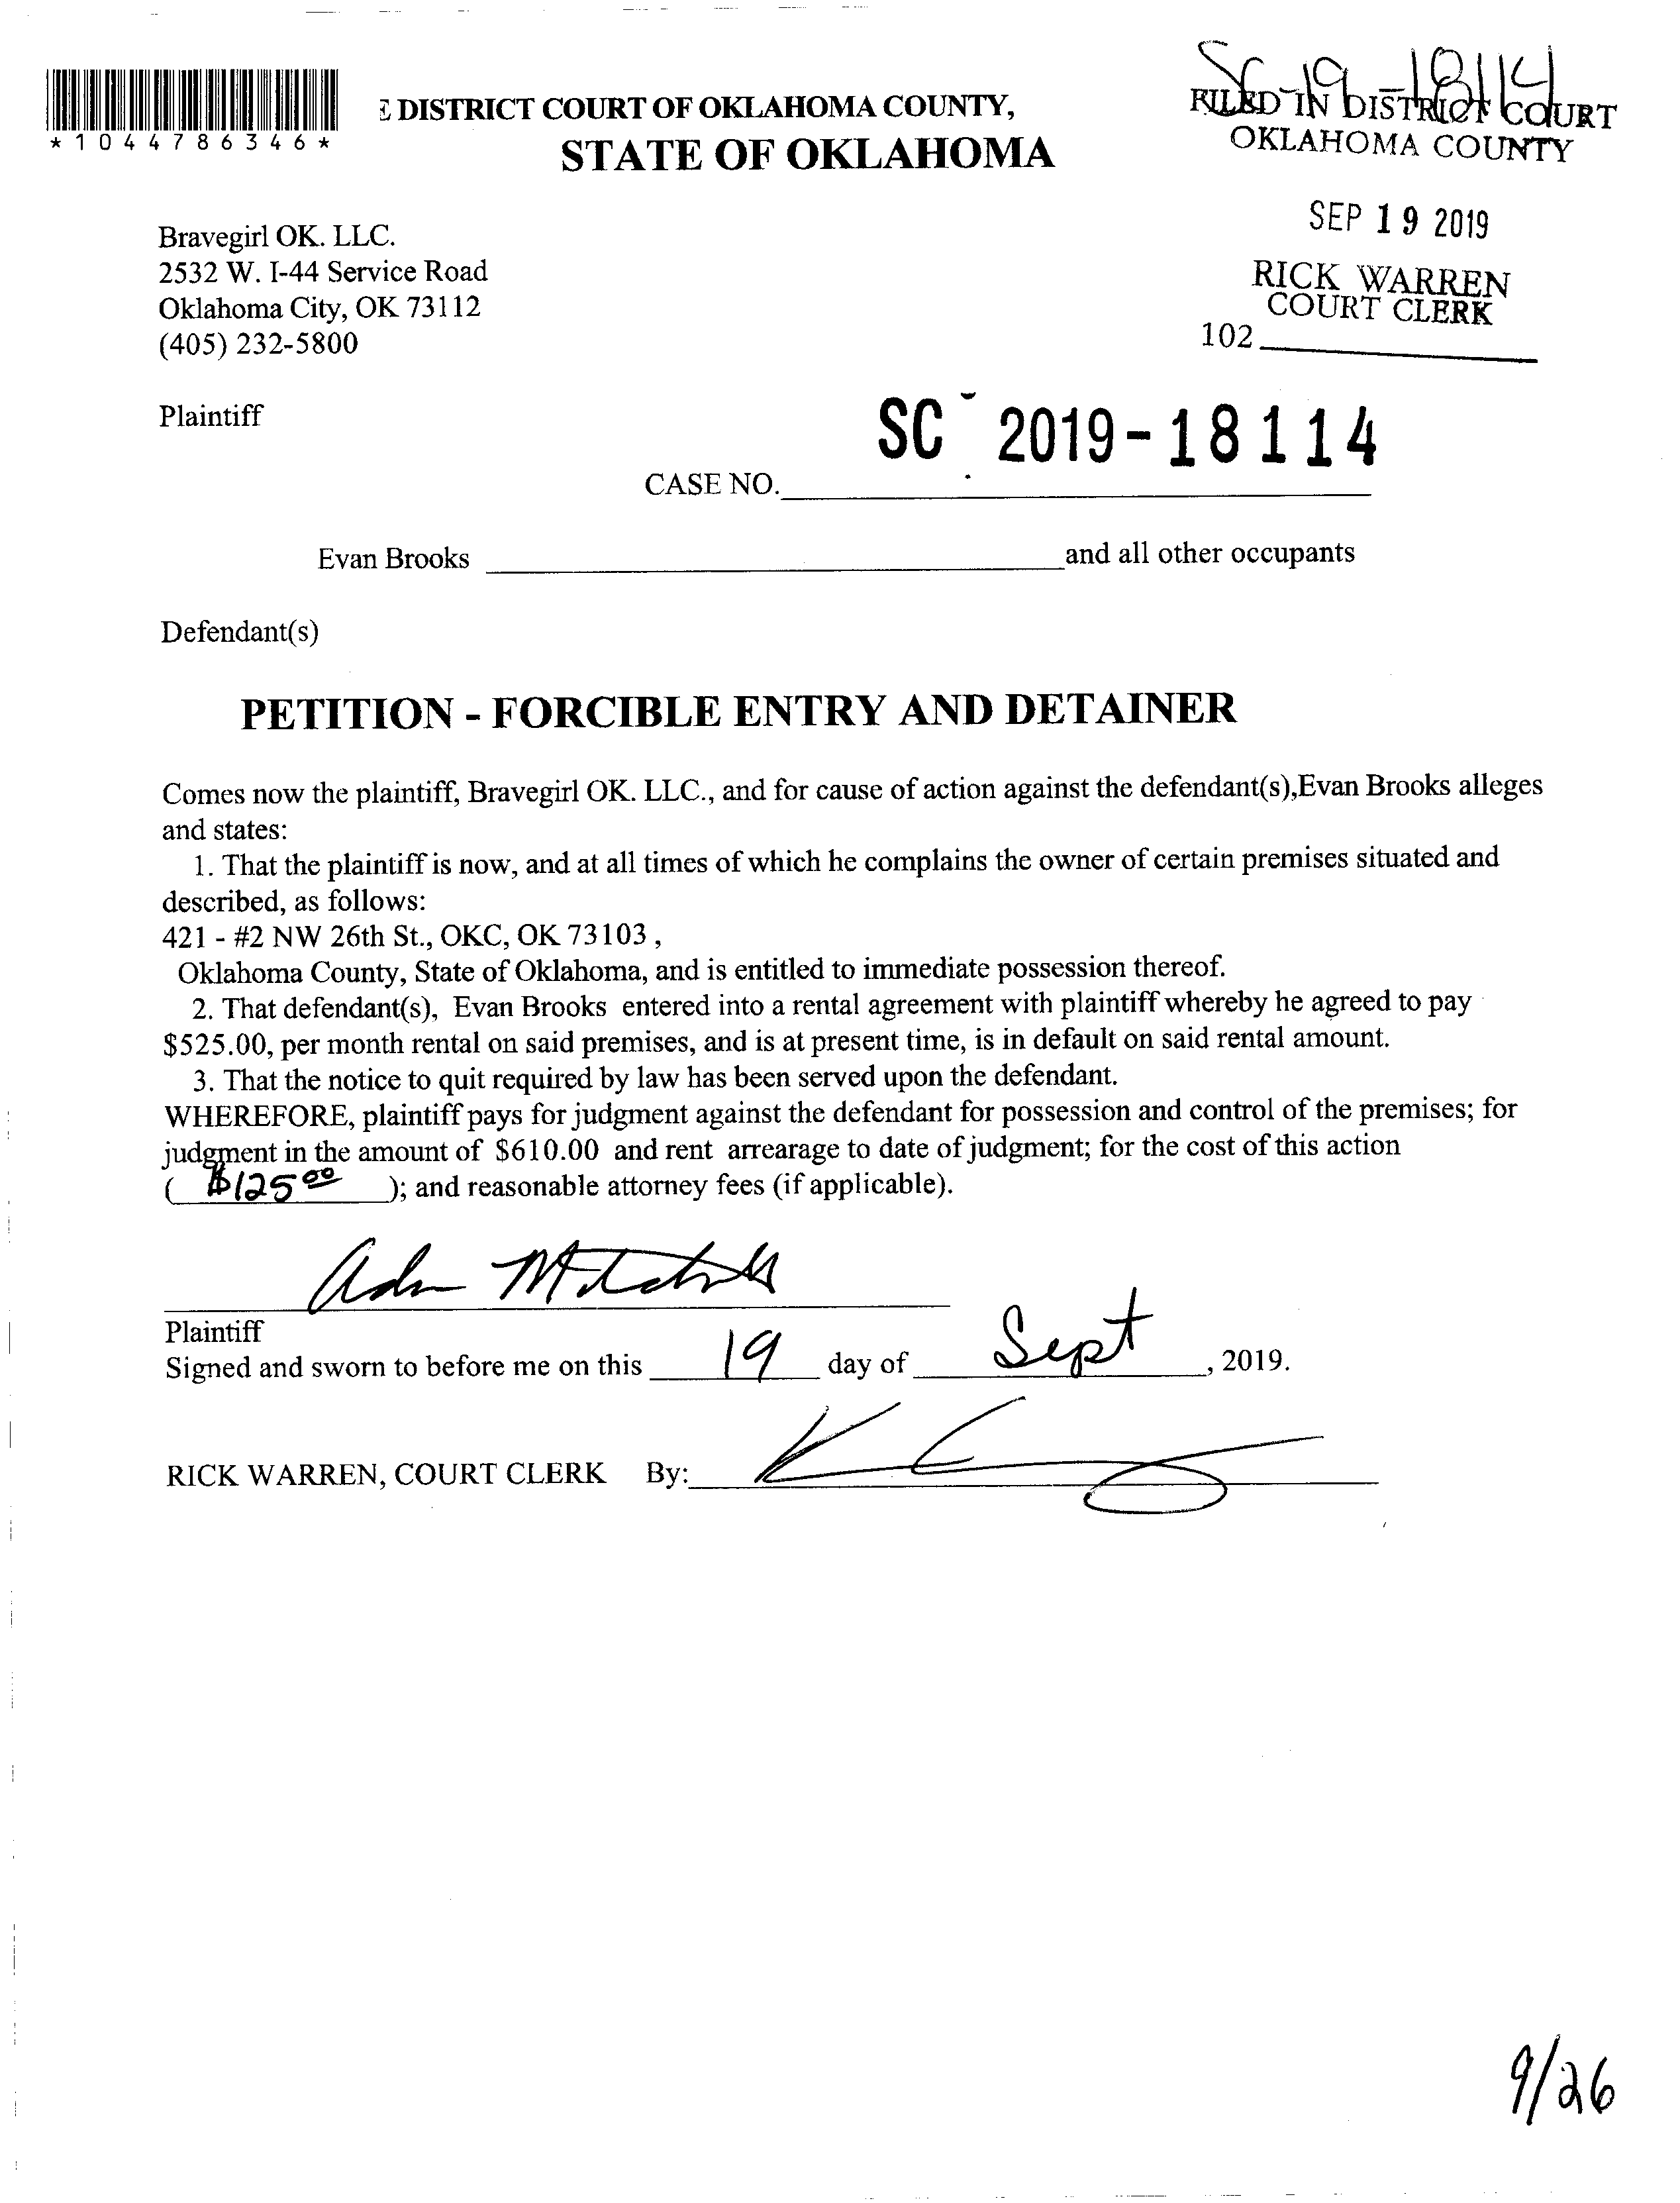 SC-19-18114
FILED IN DISTRICT COURT
OKLAHOMA COUNTY
*1044786346*
E DISTRICT COURT OF OKLAHOMA COUNTY,
STATE OF OKLAHOMA
SEP 19 2019
RICK WARREN
COURT CLERK
102
Bravegirl OK. LLC.
2532 W. I-44 Service Road
Oklahoma City, OK 73112
(405) 232-5800
Plaintiff
SC 2019-18114
CASE NO.
Evan Brooks and all other occupants
Defendant(s)
PETITION - FORCIBLE ENTRY AND DETAINER
Comes now the plaintiff, Bravegirl OK. LLC., and for cause of action against the defendant(s),Evan Brooks alleges
and states:
1. That the plaintiff is now, and at all times of which he complains the owner of certain premises situated and
described, as follows:
421 - #2 NW 26th St., OKC, OK 73103 ,
Oklahoma County, State of Oklahoma, and is entitled to immediate possession thereof.
2. That defendant(s), Evan Brooks entered into a rental agreement with plaintiff whereby he agreed to pay
$525.00, per month rental on said premises, and is at present time, is in default on said rental amount.
3. That the notice to quit required by law has been served upon the defendant.
WHEREFORE, plaintiff pays for judgment against the defendant for possession and control of the premises; for
judgment in the amount of $610.00 and rent arrearage to date of judgment; for the cost of this action
( $125.00 ); and reasonable attorney fees (if applicable).
Plaintiff
Signed and sworn to before me on this 19 day of Sept, 2019.
RICK WARREN, COURT CLERK By:
9/26